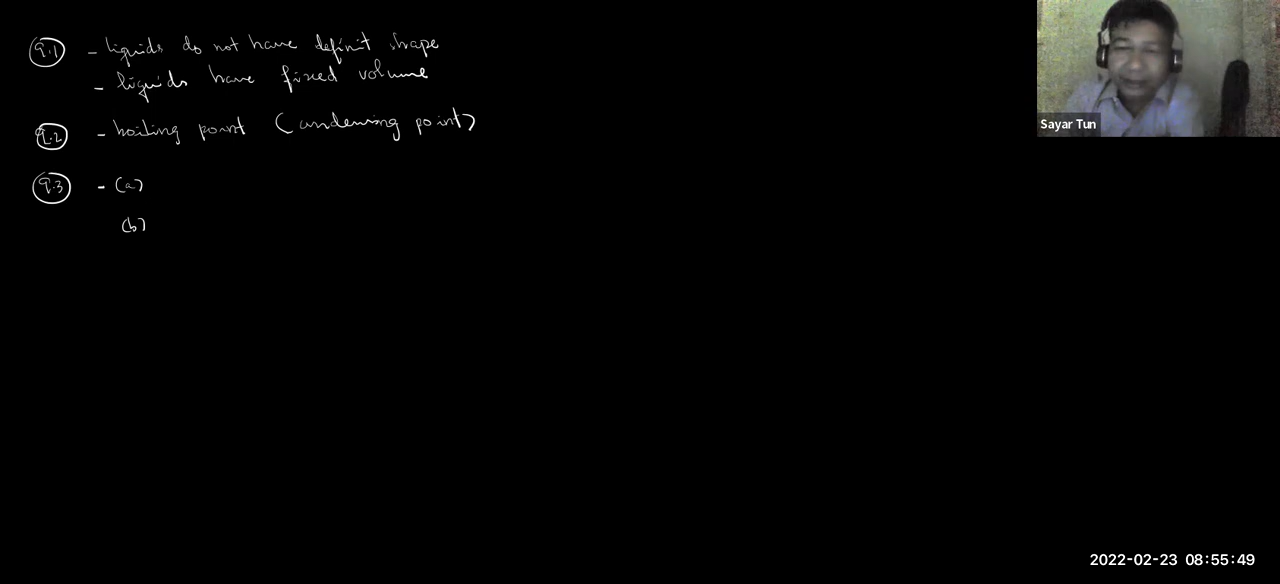 Q.1 - liquids do not have definit shape
- liquids have fixed volume
Q.2 - boiling point (condensing point)
Q.3 - (a)
(b)
Sayar Tun
2022-02-23 08:55:49